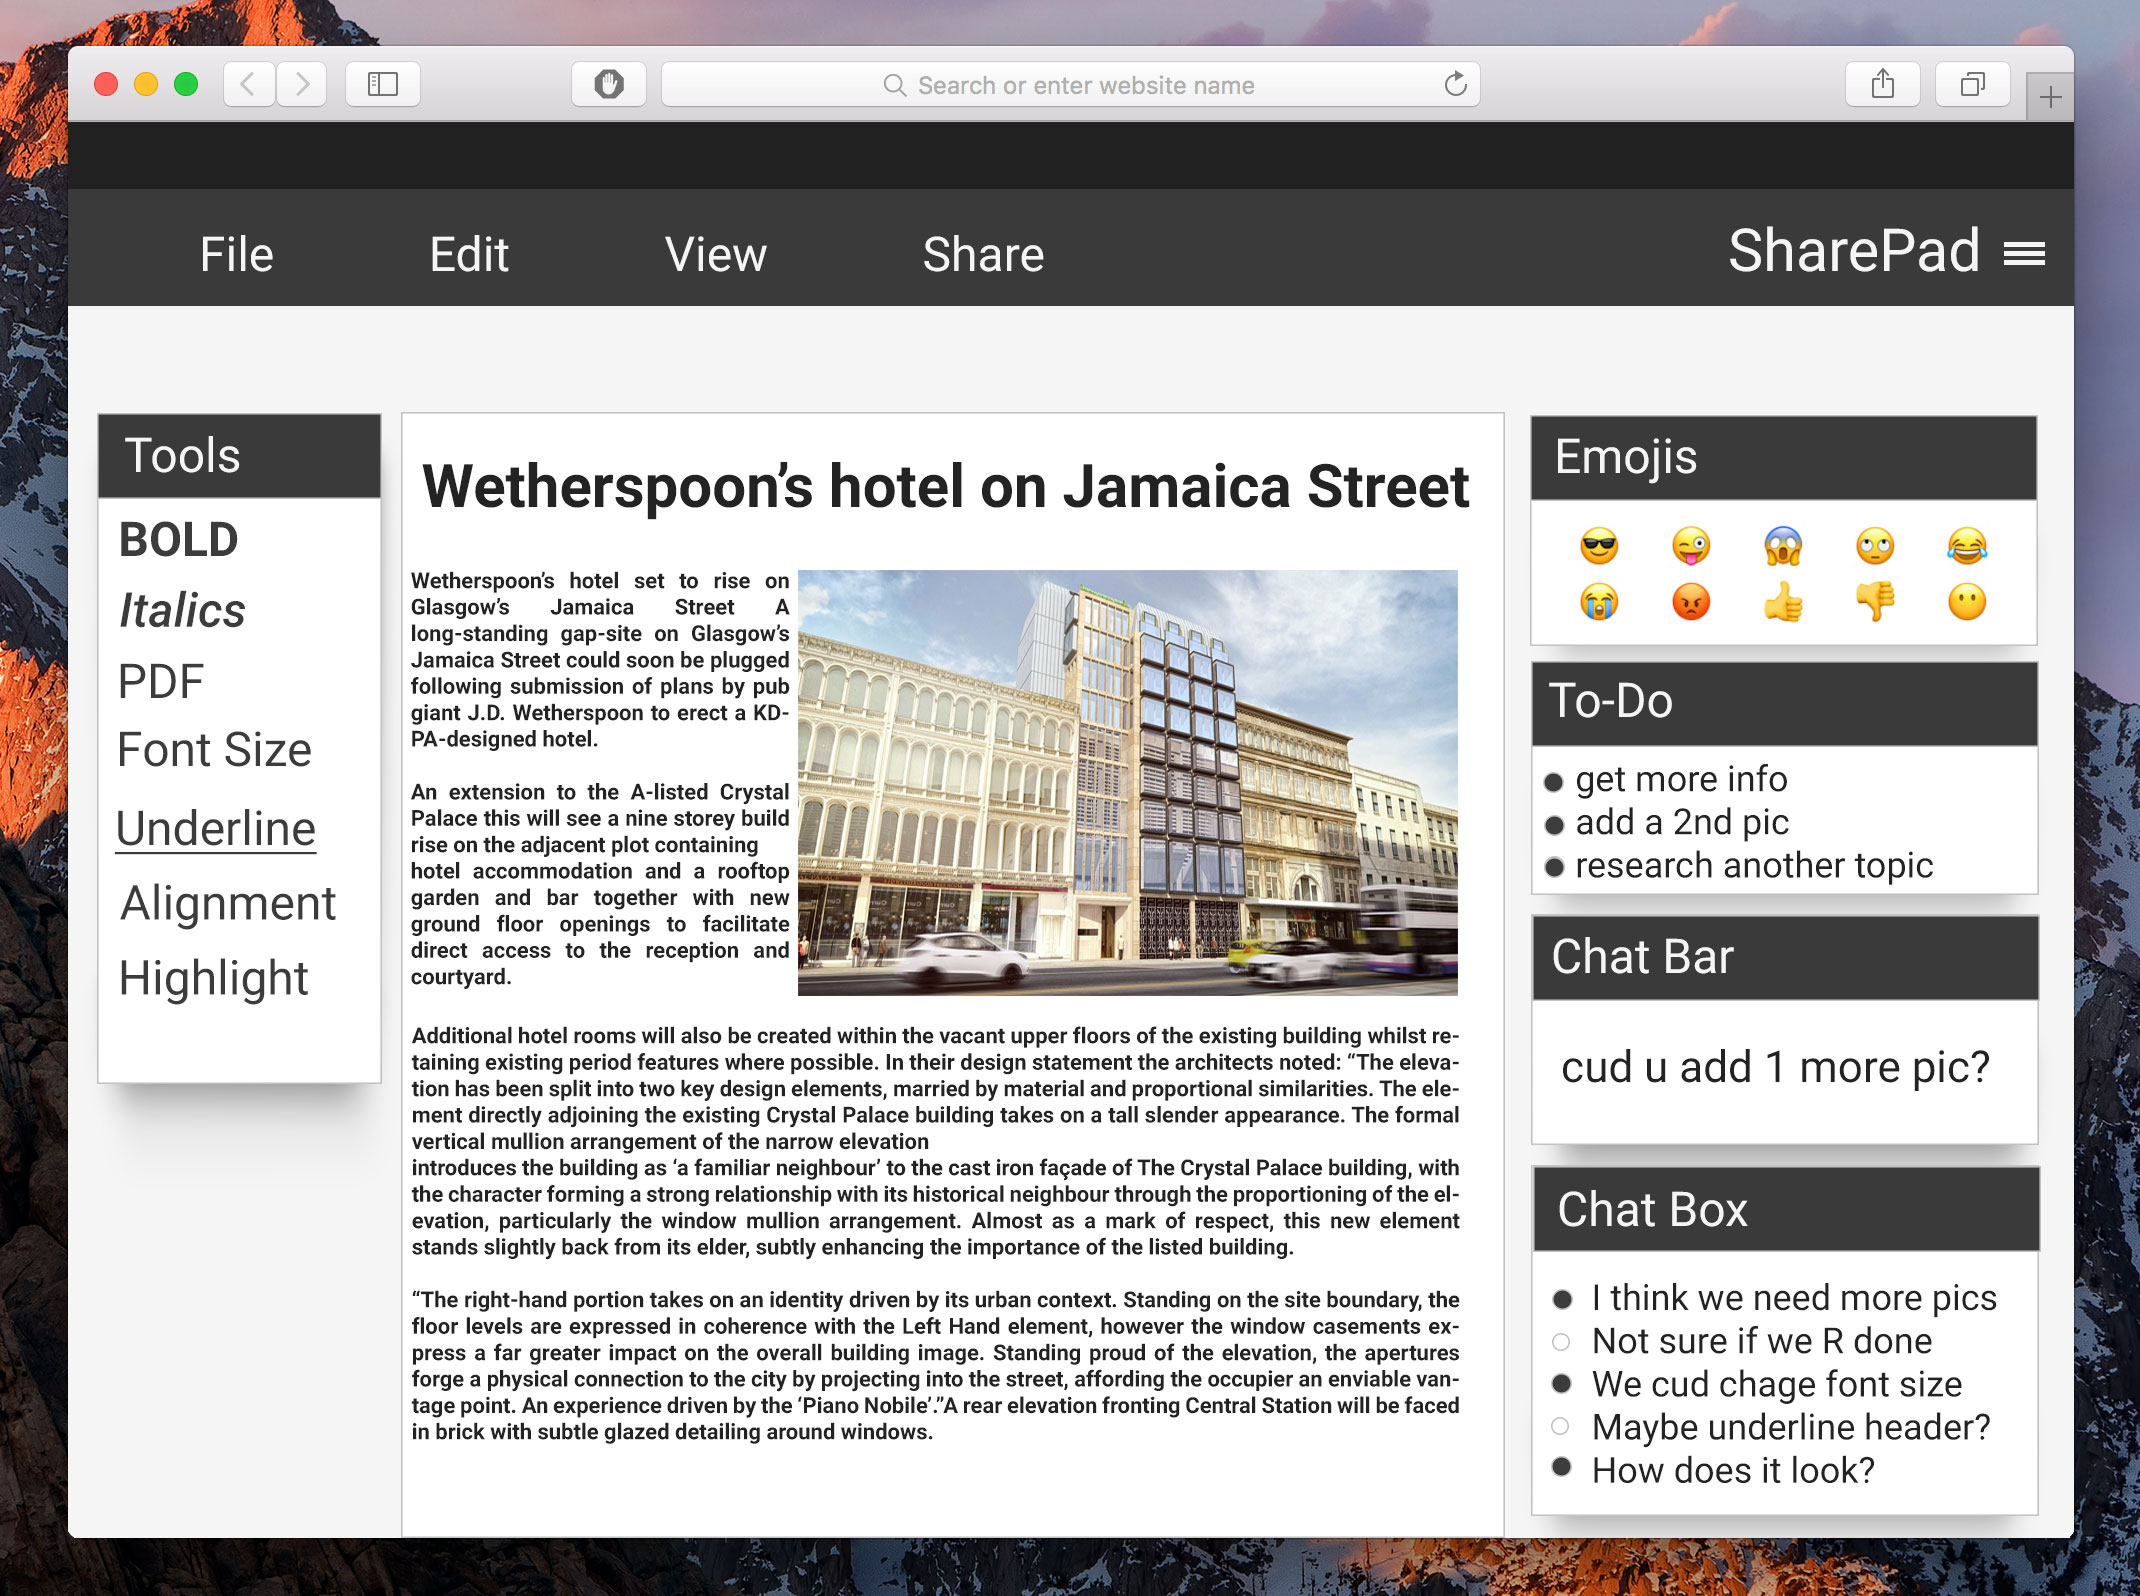 Search or enter website name
File
Edit
View
Share
SharePad
Tools
BOLD
Italics
PDF
Font Size
Underline
Alignment
Highlight
Wetherspoon’s hotel on Jamaica Street
Wetherspoon’s hotel set to rise on
Glasgow’s Jamaica Street A
long-standing gap-site on Glasgow’s
Jamaica Street could soon be plugged
following submission of plans by pub
giant J.D. Wetherspoon to erect a KD-
PA-designed hotel.
An extension to the A-listed Crystal
Palace this will see a nine storey build
rise on the adjacent plot containing
hotel accommodation and a rooftop
garden and bar together with new
ground floor openings to facilitate
direct access to the reception and
courtyard.
Additional hotel rooms will also be created within the vacant upper floors of the existing building whilst re-
taining existing period features where possible. In their design statement the architects noted: “The eleva-
tion has been split into two key design elements, married by material and proportional similarities. The ele-
ment directly adjoining the existing Crystal Palace building takes on a tall slender appearance. The formal
vertical mullion arrangement of the narrow elevation
introduces the building as ‘a familiar neighbour’ to the cast iron façade of The Crystal Palace building, with
the character forming a strong relationship with its historical neighbour through the proportioning of the el-
evation, particularly the window mullion arrangement. Almost as a mark of respect, this new element
stands slightly back from its elder, subtly enhancing the importance of the listed building.
“The right-hand portion takes on an identity driven by its urban context. Standing on the site boundary, the
floor levels are expressed in coherence with the Left Hand element, however the window casements ex-
press a far greater impact on the overall building image. Standing proud of the elevation, the apertures
forge a physical connection to the city by projecting into the street, affording the occupier an enviable van-
tage point. An experience driven by the ‘Piano Nobile’.”A rear elevation fronting Central Station will be faced
in brick with subtle glazed detailing around windows.
Emojis
To-Do
get more info
add a 2nd pic
research another topic
Chat Bar
cud u add 1 more pic?
Chat Box
I think we need more pics
Not sure if we R done
We cud chage font size
Maybe underline header?
How does it look?